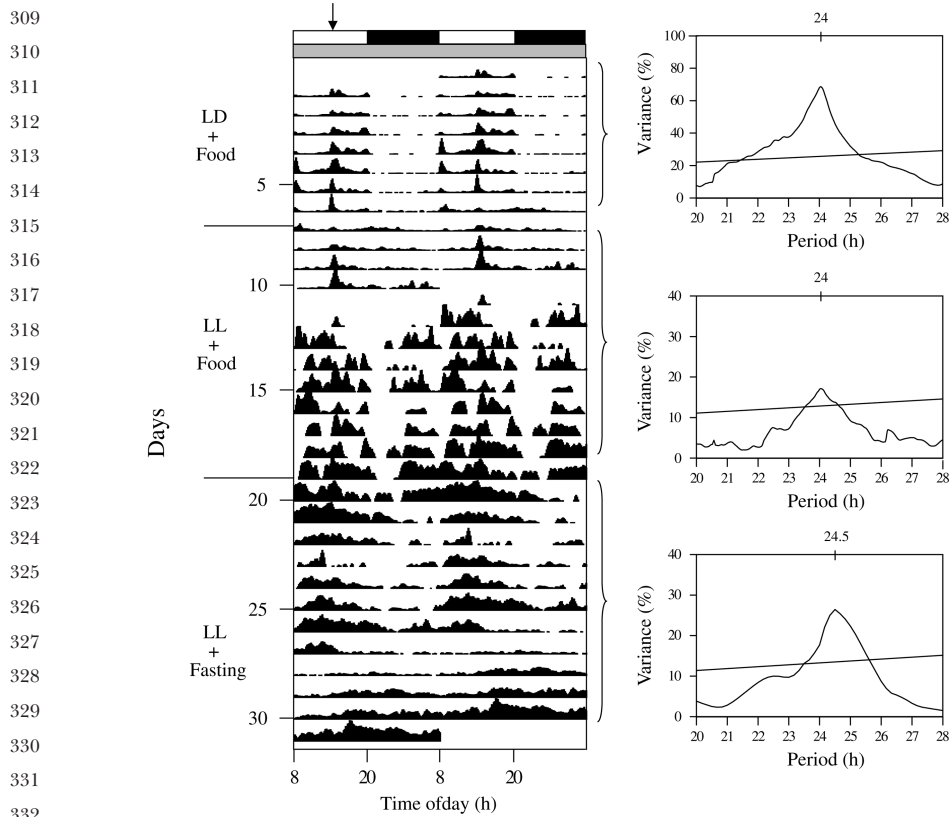 309
310
311
312
313
314
315
316
317
318
319
320
321
322
323
324
325
326
327
328
329
330
331
332
LD
+
Food
LL
+
Food
LL
+
Fasting
Days
5
10
15
20
25
30
8 20 8 20
Time ofday (h)
24
Variance (%)
100
80
60
40
20
0
20 21 22 23 24 25 26 27 28
Period (h)
24
Variance (%)
40
30
20
10
0
20 21 22 23 24 25 26 27 28
Period (h)
24.5
Variance (%)
40
30
20
10
0
20 21 22 23 24 25 26 27 28
Period (h)